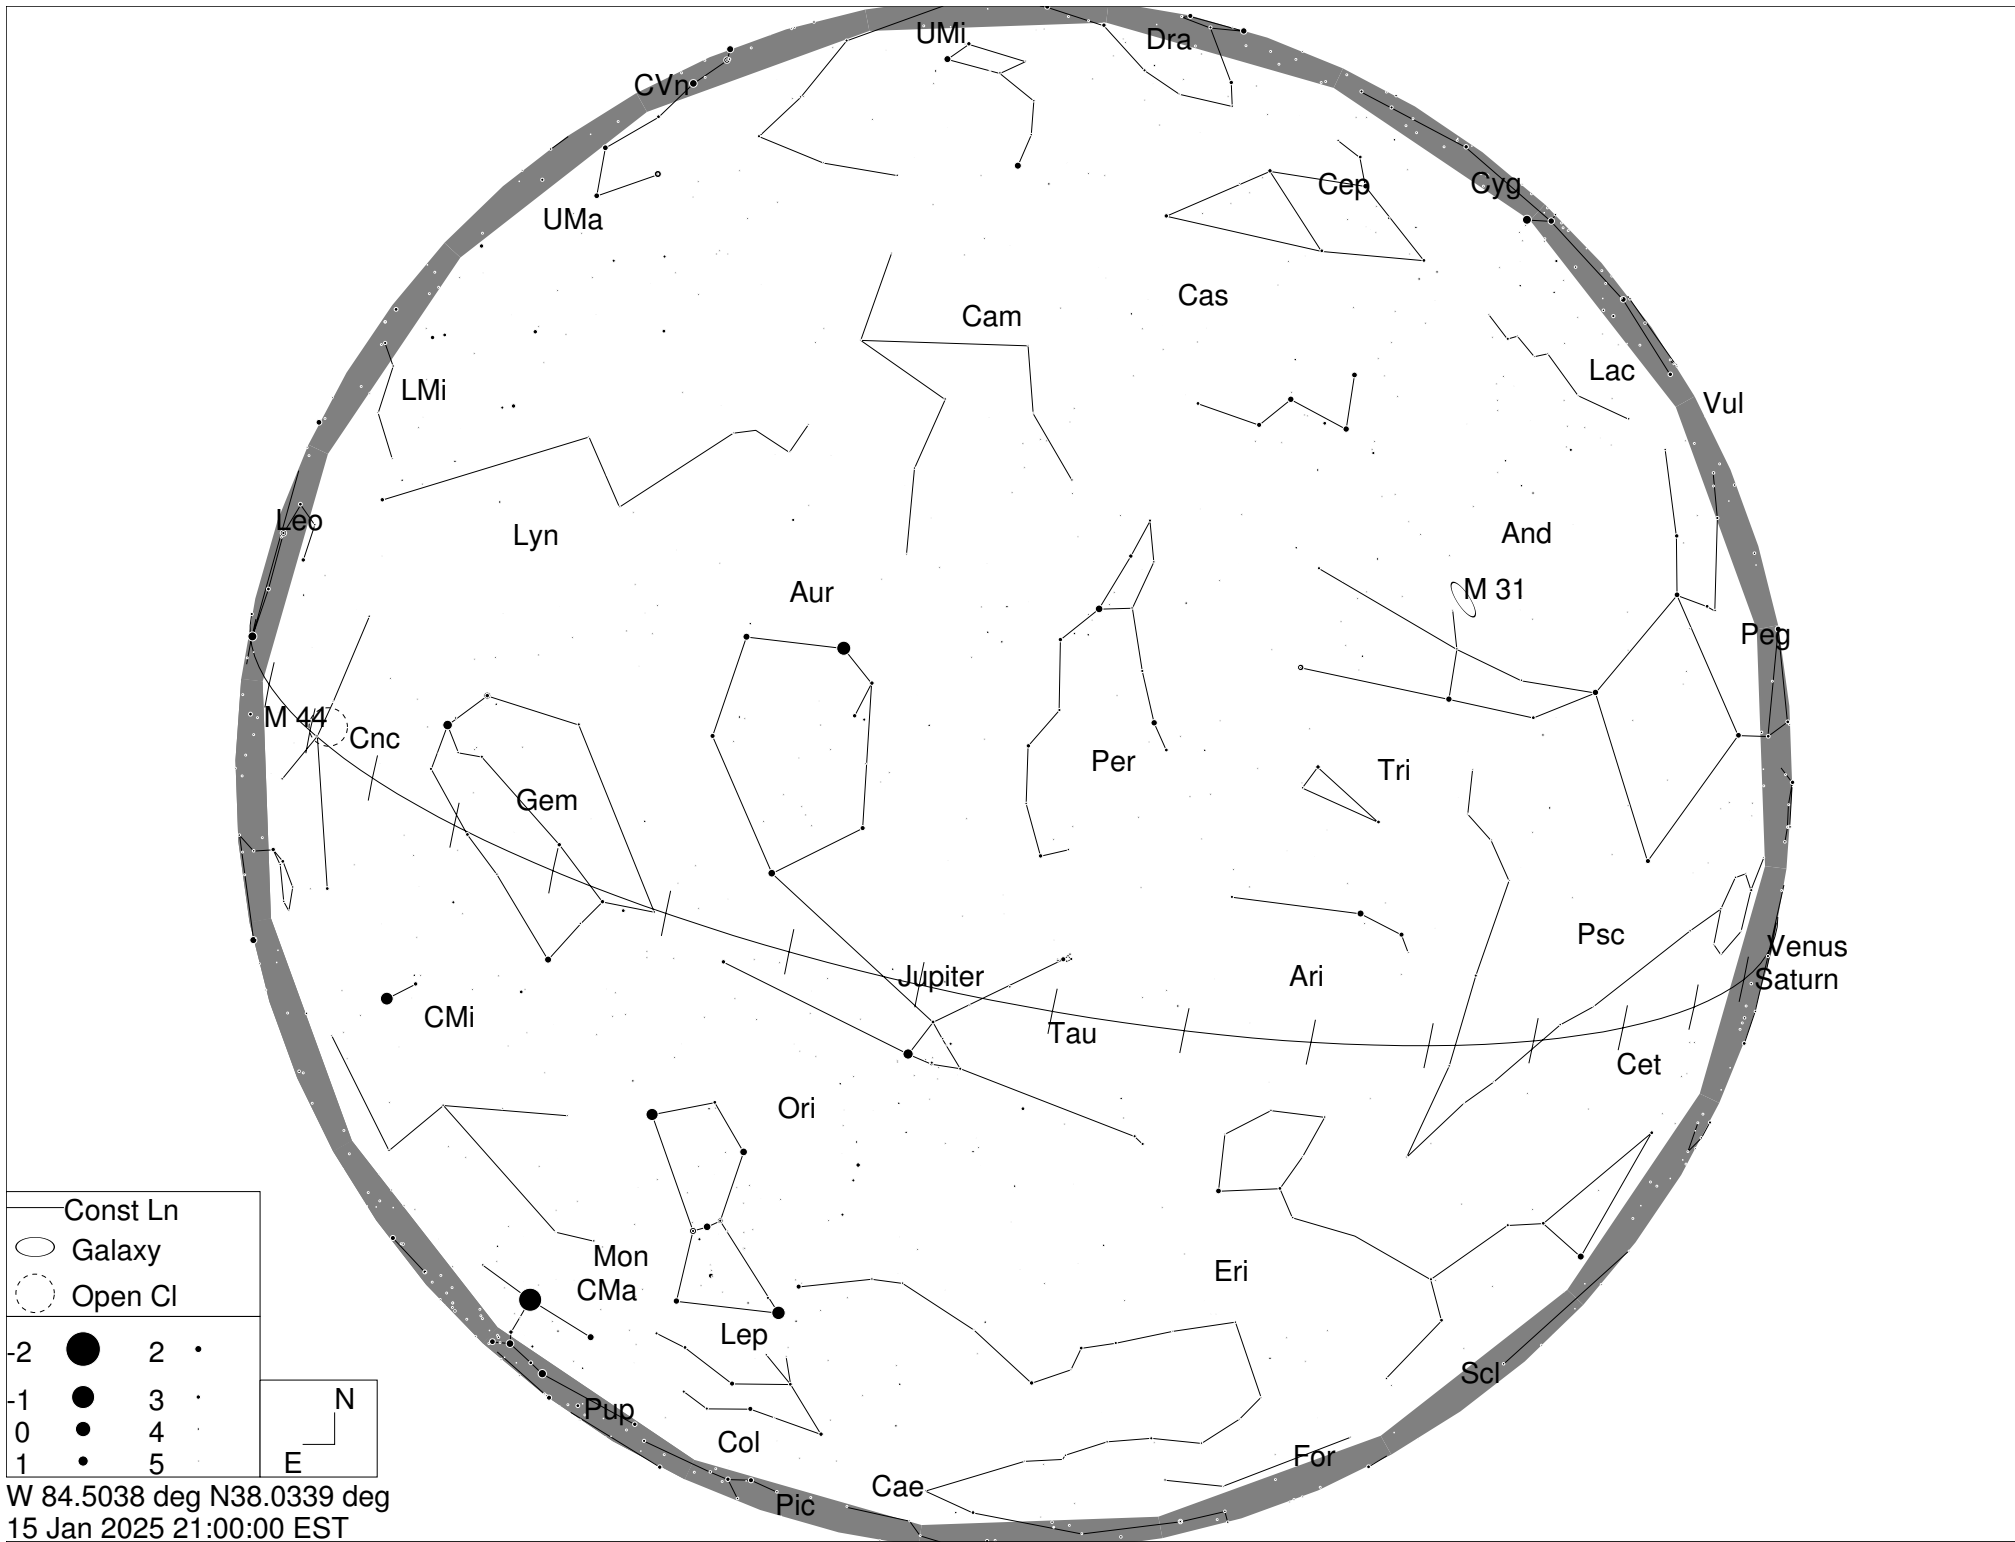 UMi
Dra
CVn
Cep
Cyg
UMa
Cas
Cam
Lac
LMi
Vul
Leo
Lyn
And
Aur
M 31
Peg
M 44
Cnc
Per
Tri
Gem
Psc
Venus
Jupiter
Ari
Saturn
CMi
Tau
Cet
Ori
Mon
Eri
CMa
Lep
Scl
Pup
Col
For
Cae
Pic
Const Ln
Galaxy
Open Cl
-2 2
-1 3
0 4
1 5
N
E
W 84.5038 deg N38.0339 deg
15 Jan 2025 21:00:00 EST